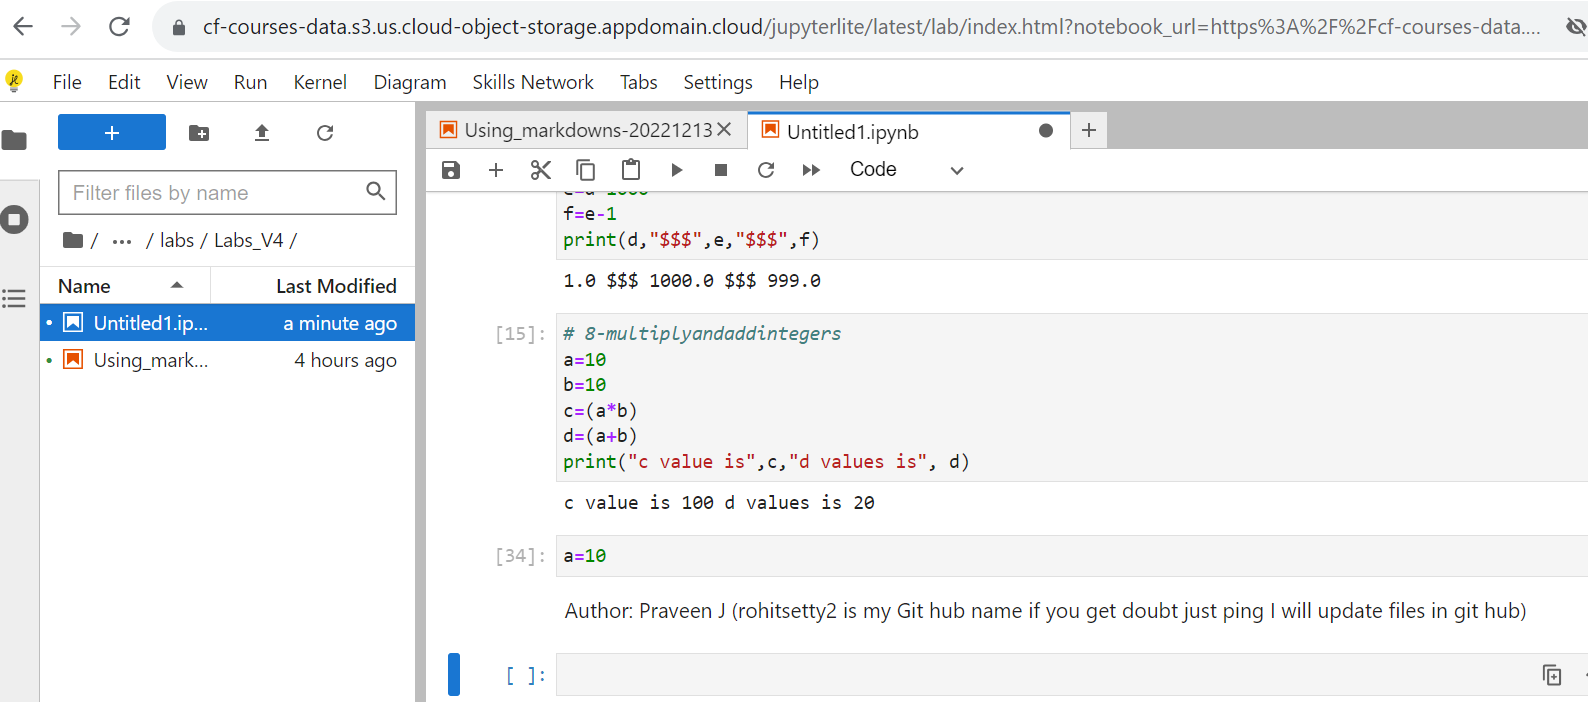 cf-courses-data.s3.us.cloud-object-storage.appdomain.cloud/jupyterlite/latest/lab/index.html?notebook_url=https%3A%2F%2Fcf-courses-data....
File Edit View Run Kernel Diagram Skills Network Tabs Settings Help
+
Filter files by name
/ ... / labs / Labs_V4 /
Name Last Modified
Untitled1.ip... a minute ago
Using_mark... 4 hours ago
Using_markdowns-20221213
Untitled1.ipynb
Code
f=e-1
print(d,"$$$",e,"$$$",f)
1.0 $$$ 1000.0 $$$ 999.0
[15]: # 8-multiplyandaddintegers
a=10
b=10
c=(a*b)
d=(a+b)
print("c value is",c,"d values is", d)
c value is 100 d values is 20
[34]: a=10
Author: Praveen J (rohitsetty2 is my Git hub name if you get doubt just ping I will update files in git hub)
[ ]: